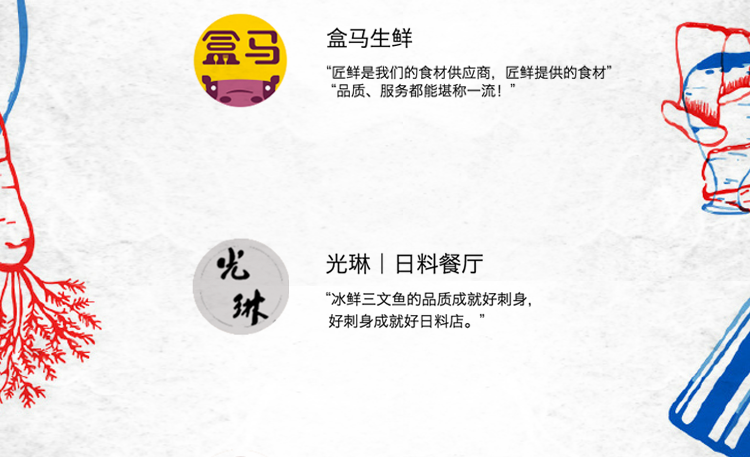 盒马
盒马生鲜
“匠鲜是我们的食材供应商，匠鲜提供的食材”
“品质、服务都能堪称一流！”
光琳
光琳｜日料餐厅
“冰鲜三文鱼的品质成就好刺身，
好刺身成就好日料店。”